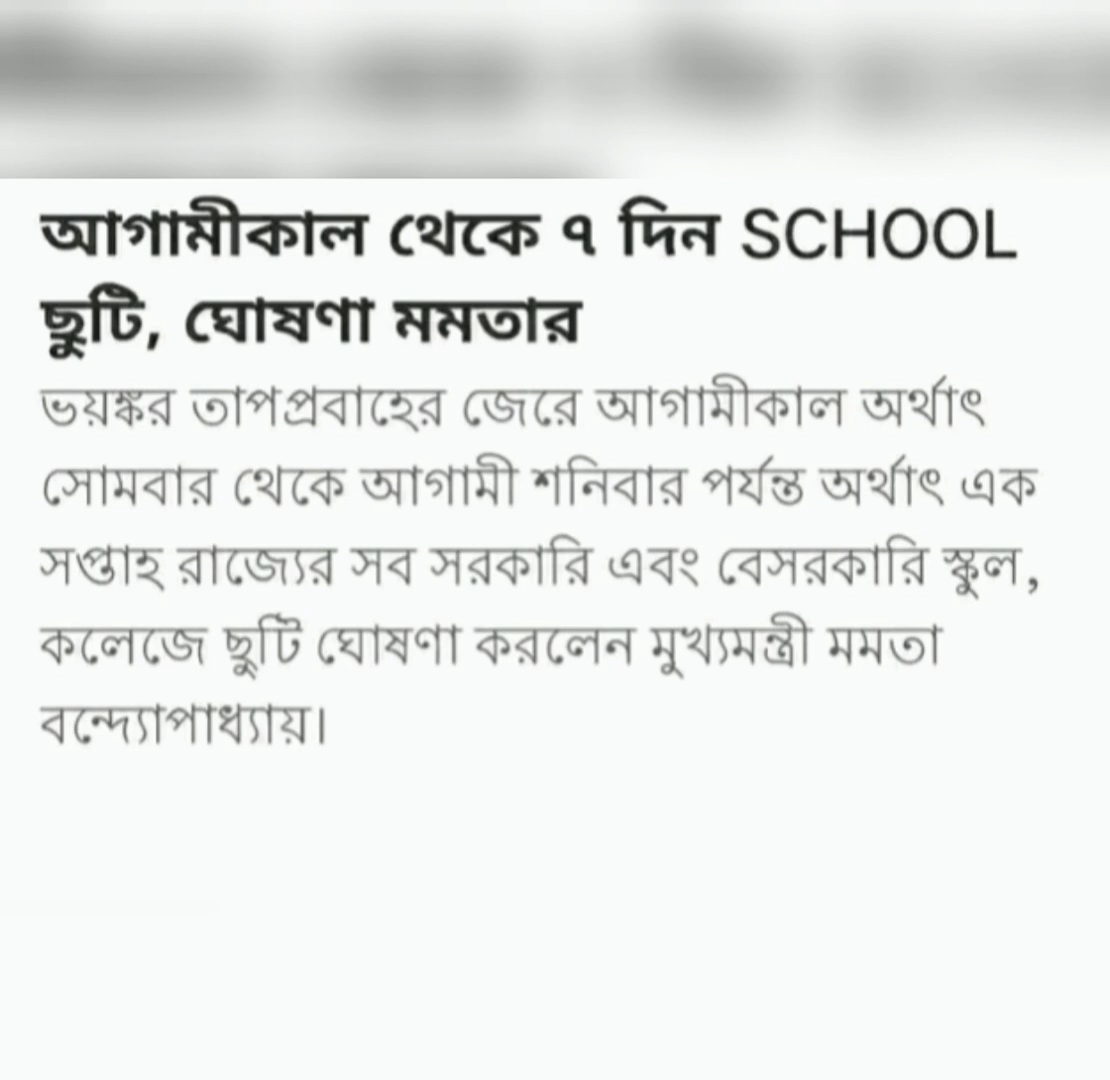 আগামীকাল থেকে ৭ দিন SCHOOL
ছুটি, ঘোষণা মমতার
ভয়ঙ্কর তাপপ্রবাহের জেরে আগামীকাল অর্থাৎ
সোমবার থেকে আগামী শনিবার পর্যন্ত অর্থাৎ এক
সপ্তাহ রাজ্যের সব সরকারি এবং বেসরকারি স্কুল,
কলেজে ছুটি ঘোষণা করলেন মুখ্যমন্ত্রী মমতা
বন্দ্যোপাধ্যায়।